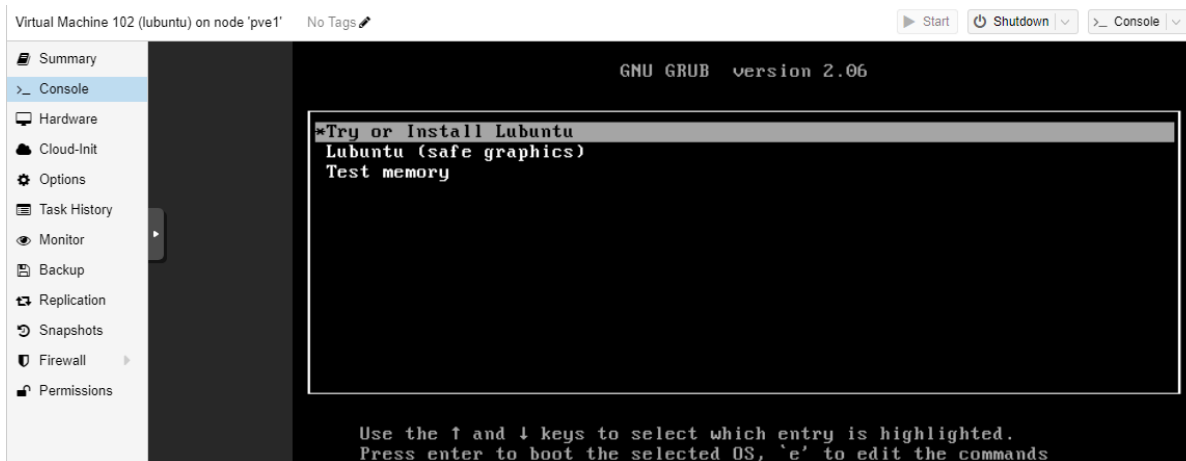 Virtual Machine 102 (lubuntu) on node 'pve1' No Tags Start Shutdown >_ Console
Summary
>_ Console
Hardware
Cloud-Init
Options
Task History
Monitor
Backup
Replication
Snapshots
Firewall
Permissions
GNU GRUB version 2.06
*Try or Install Lubuntu
Lubuntu (safe graphics)
Test memory
Use the ↑ and ↓ keys to select which entry is highlighted.
Press enter to boot the selected OS, `e' to edit the commands